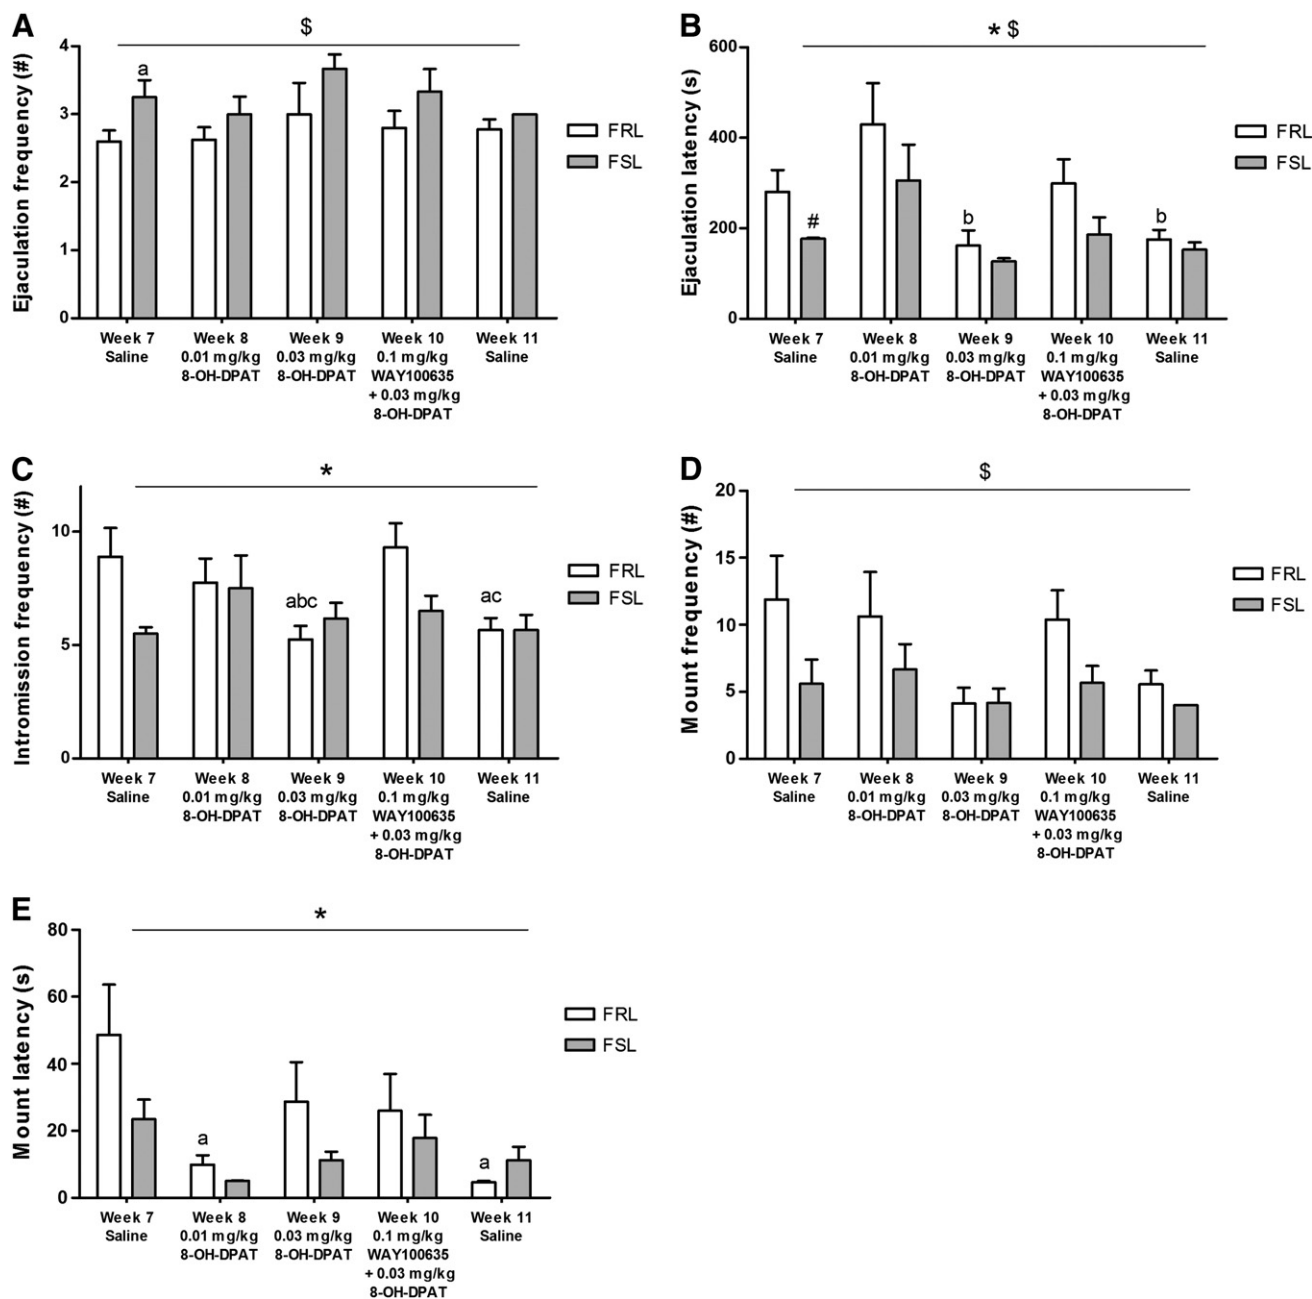 A
$
Ejaculation frequency (#)
4
3
2
1
0
a
FRL
FSL
Week 7
Saline
Week 8
0.01 mg/kg
8-OH-DPAT
Week 9
0.03 mg/kg
8-OH-DPAT
Week 10
0.1 mg/kg
WAY100635
+ 0.03 mg/kg
8-OH-DPAT
Week 11
Saline
B
* $
Ejaculation latency (s)
600
400
200
0
#
b
b
FRL
FSL
Week 7
Saline
Week 8
0.01 mg/kg
8-OH-DPAT
Week 9
0.03 mg/kg
8-OH-DPAT
Week 10
0.1 mg/kg
WAY100635
+ 0.03 mg/kg
8-OH-DPAT
Week 11
Saline
C
*
Intromission frequency (#)
10
5
0
abc
ac
FRL
FSL
Week 7
Saline
Week 8
0.01 mg/kg
8-OH-DPAT
Week 9
0.03 mg/kg
8-OH-DPAT
Week 10
0.1 mg/kg
WAY100635
+ 0.03 mg/kg
8-OH-DPAT
Week 11
Saline
D
$
Mount frequency (#)
20
15
10
5
0
FRL
FSL
Week 7
Saline
Week 8
0.01 mg/kg
8-OH-DPAT
Week 9
0.03 mg/kg
8-OH-DPAT
Week 10
0.1 mg/kg
WAY100635
+ 0.03 mg/kg
8-OH-DPAT
Week 11
Saline
E
*
Mount latency (s)
80
60
40
20
0
a
a
FRL
FSL
Week 7
Saline
Week 8
0.01 mg/kg
8-OH-DPAT
Week 9
0.03 mg/kg
8-OH-DPAT
Week 10
0.1 mg/kg
WAY100635
+ 0.03 mg/kg
8-OH-DPAT
Week 11
Saline